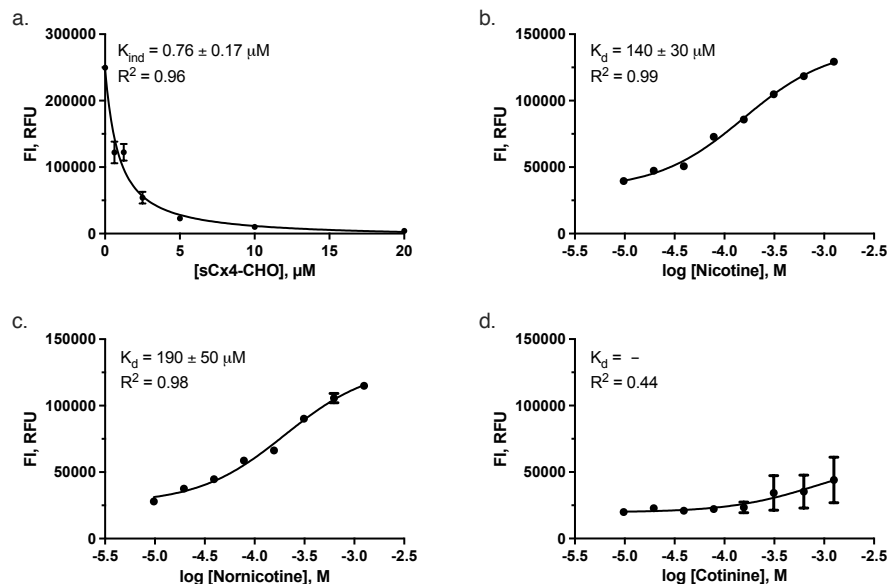 a.
K_ind = 0.76 ± 0.17 µM
R² = 0.96
FI, RFU
300000
200000
100000
0
0 5 10 15 20
[sCx4-CHO], µM
b.
K_d = 140 ± 30 µM
R² = 0.99
FI, RFU
150000
100000
50000
0
-5.5 -5.0 -4.5 -4.0 -3.5 -3.0 -2.5
log [Nicotine], M
c.
K_d = 190 ± 50 µM
R² = 0.98
FI, RFU
150000
100000
50000
0
-5.5 -5.0 -4.5 -4.0 -3.5 -3.0 -2.5
log [Nornicotine], M
d.
K_d = –
R² = 0.44
FI, RFU
150000
100000
50000
0
-5.5 -5.0 -4.5 -4.0 -3.5 -3.0 -2.5
log [Cotinine], M